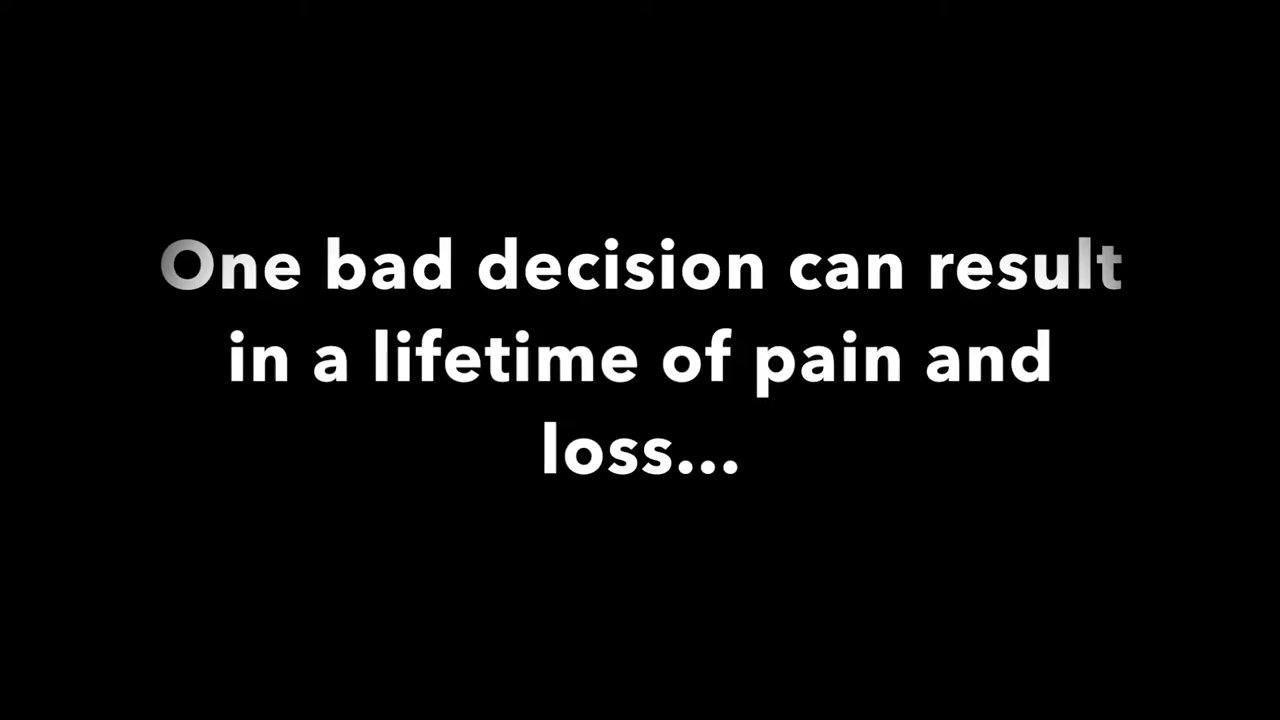 One bad decision can result
in a lifetime of pain and
loss...